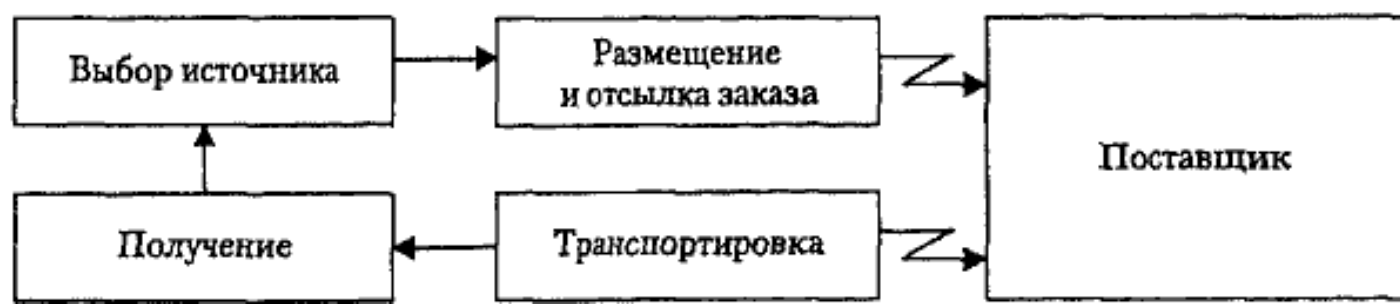 Выбор источника
Размещение
и отсылка заказа
Поставщик
Получение
Транспортировка